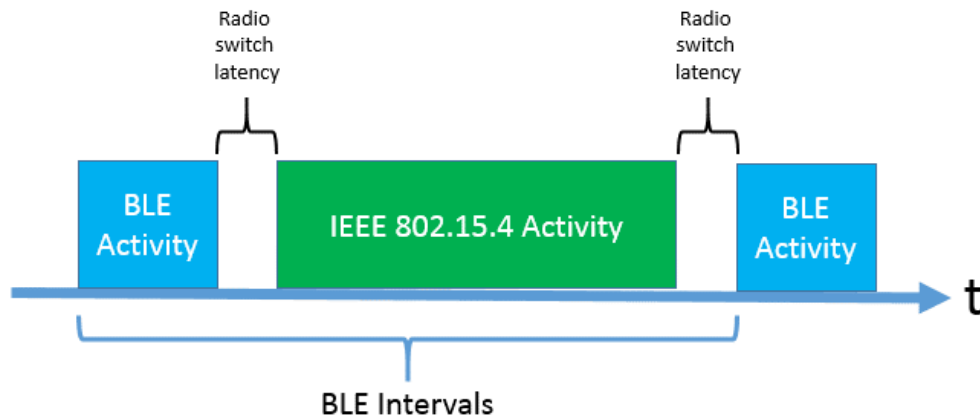 Radio
switch
latency
Radio
switch
latency
BLE
Activity
IEEE 802.15.4 Activity
BLE
Activity
t
BLE Intervals